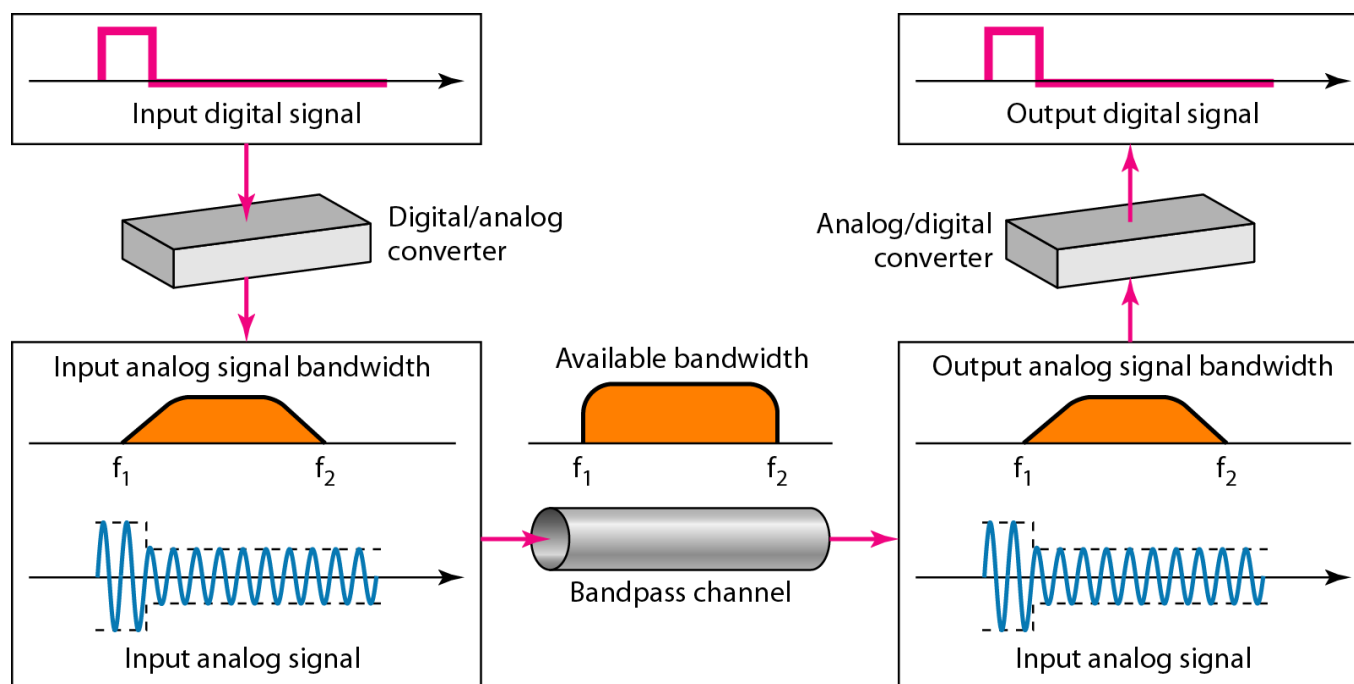 Input digital signal
Output digital signal
Digital/analog
converter
Analog/digital
converter
Input analog signal bandwidth
f₁ f₂
Input analog signal
Available bandwidth
f₁ f₂
Bandpass channel
Output analog signal bandwidth
f₁ f₂
Input analog signal